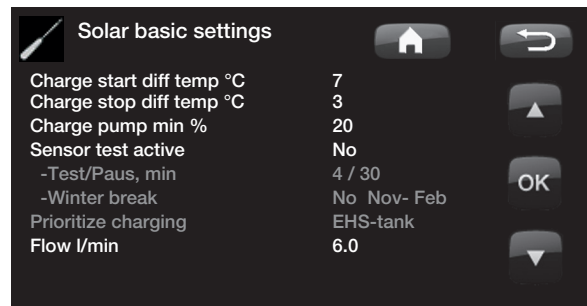 Solar basic settings
Charge start diff temp °C 7
Charge stop diff temp °C 3
Charge pump min % 20
Sensor test active No
-Test/Paus, min 4 / 30
-Winter break No Nov- Feb
Prioritize charging EHS-tank
Flow l/min 6.0
OK